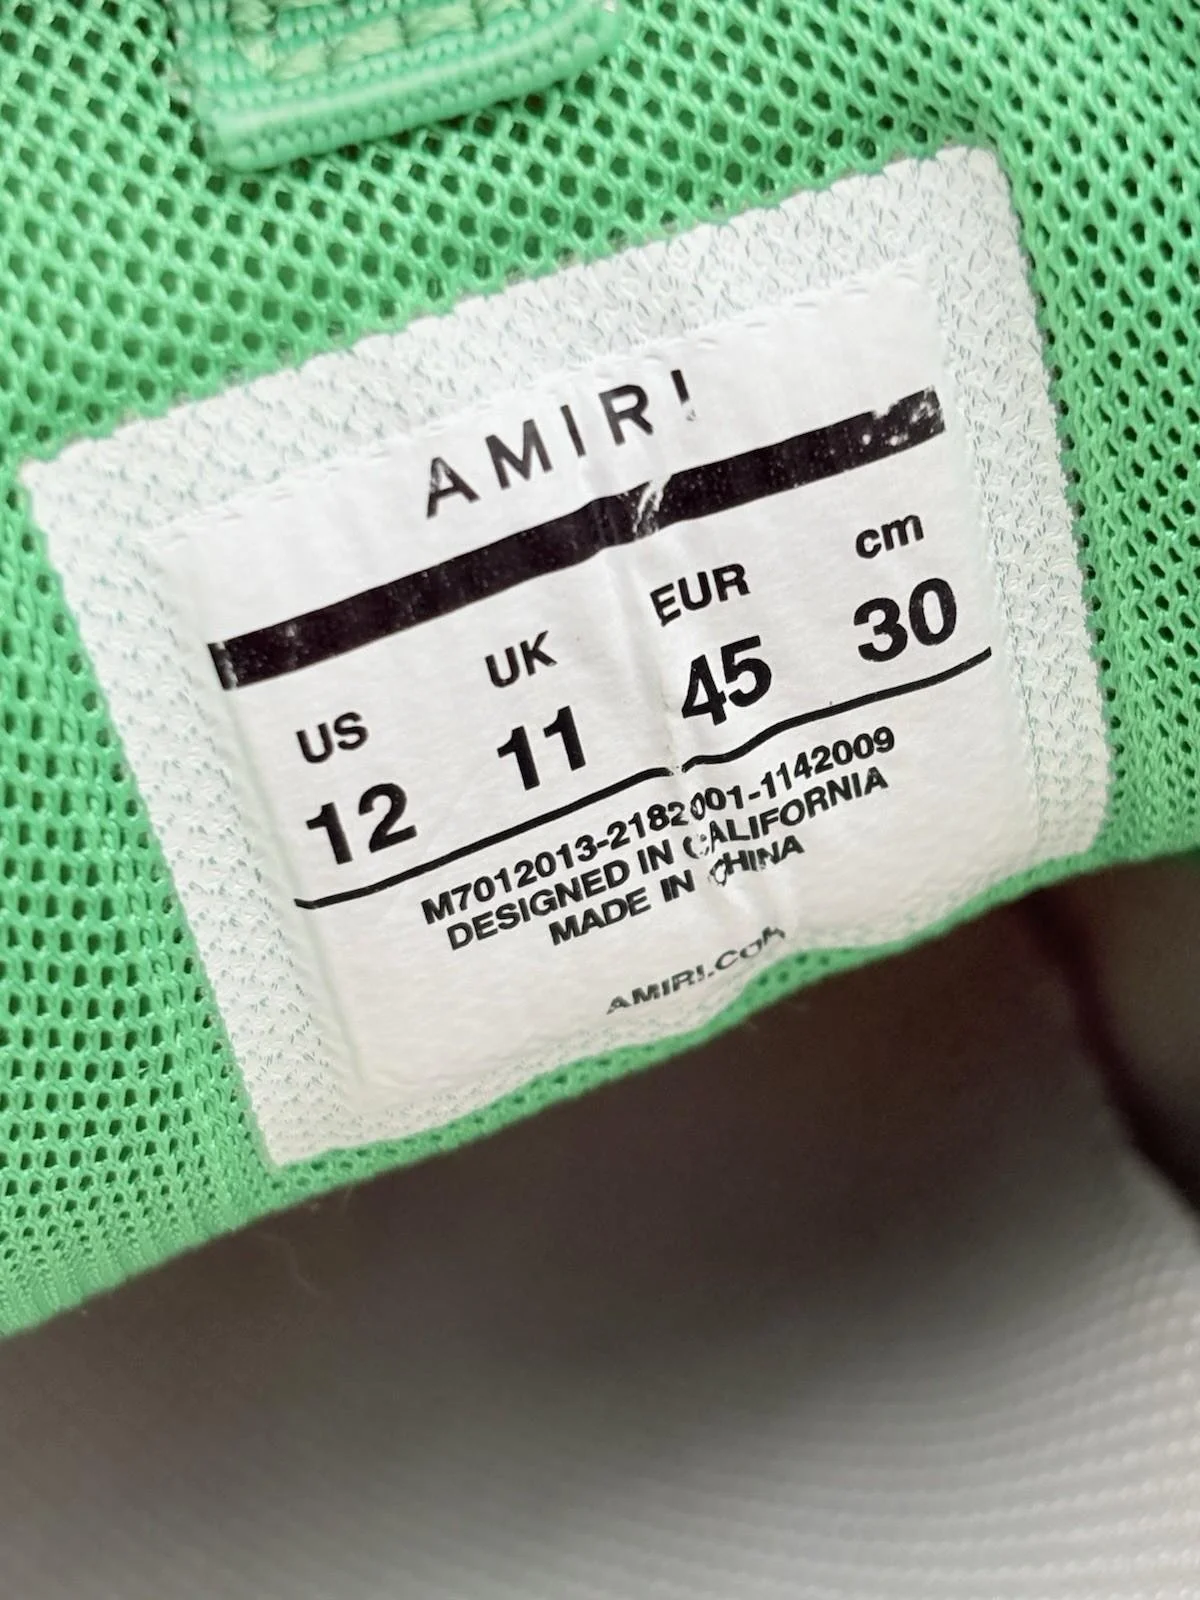 AMIRI
US UK EUR cm
12 11 45 30
M7012013-2182001-1142009
DESIGNED IN CALIFORNIA
MADE IN CHINA
AMIRI.COM